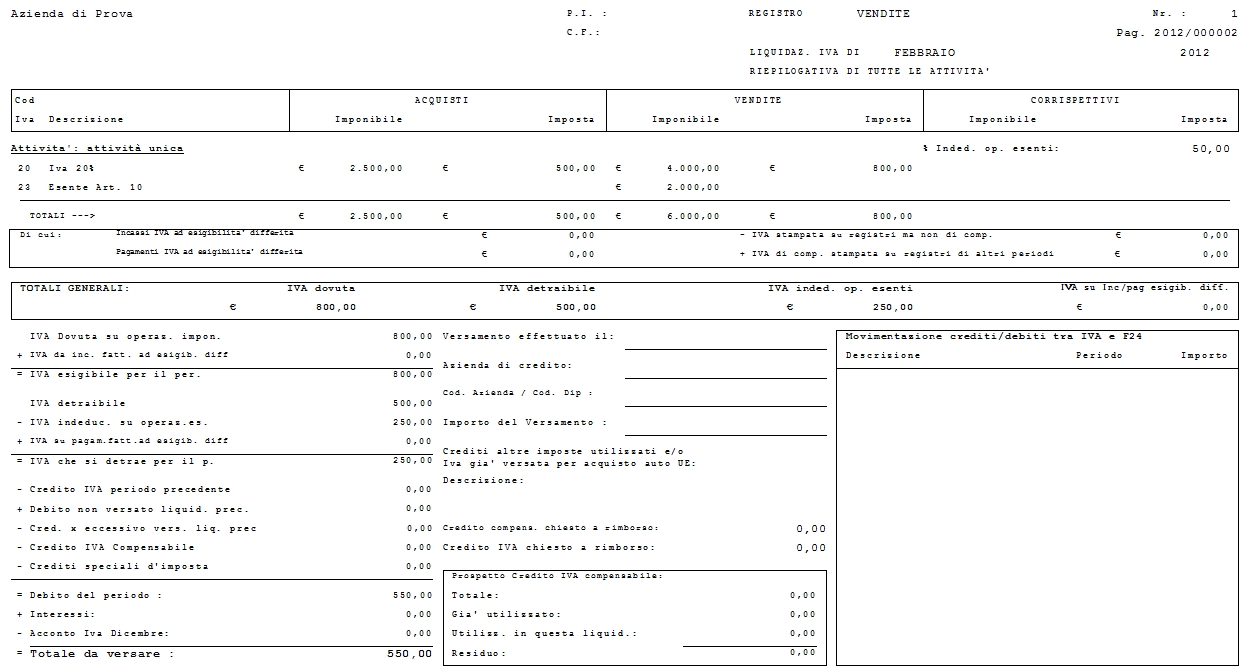 Azienda di Prova P.I. : REGISTRO VENDITE Nr. : 1
C.F.: Pag. 2012/000002
LIQUIDAZ. IVA DI FEBBRAIO 2012
RIEPILOGATIVA DI TUTTE LE ATTIVITA'
Cod ACQUISTI VENDITE CORRISPETTIVI
Iva Descrizione Imponibile Imposta Imponibile Imposta Imponibile Imposta
Attivita': attività unica % Inded. op. esenti: 50,00
20 Iva 20% € 2.500,00 € 500,00 € 4.000,00 € 800,00
23 Esente Art. 10 € 2.000,00
TOTALI ---> € 2.500,00 € 500,00 € 6.000,00 € 800,00
Di cui: Incassi IVA ad esigibilita' differita € 0,00 - IVA stampata su registri ma non di comp. € 0,00
Pagamenti IVA ad esigibilita' differita € 0,00 + IVA di comp. stampata su registri di altri periodi € 0,00
TOTALI GENERALI: IVA dovuta IVA detraibile IVA inded. op. esenti IVA su Inc/pag esigib. diff.
€ 800,00 € 500,00 € 250,00 € 0,00
IVA Dovuta su operas. impon. 800,00
+ IVA da inc. fatt. ad esigib. diff 0,00
= IVA esigibile per il per. 800,00
IVA detraibile 500,00
- IVA indeduc. su operas.es. 250,00
+ IVA su pagam.fatt.ad esigib. diff 0,00
= IVA che si detrae per il p. 250,00
- Credito IVA periodo precedente 0,00
+ Debito non versato liquid. prec. 0,00
- Cred. x eccessivo vers. liq. prec 0,00
- Credito IVA Compensabile 0,00
- Crediti speciali d'imposta 0,00
= Debito del periodo : 550,00
+ Interessi: 0,00
- Acconto Iva Dicembre: 0,00
= Totale da versare : 550,00
Versamento effettuato il:
Azienda di credito:
Cod. Azienda / Cod. Dip :
Importo del Versamento :
Crediti altre imposte utilizzati e/o
Iva gia' versata per acquisto auto UE:
Descrizione:
Credito compens. chiesto a rimborso: 0,00
Credito IVA chiesto a rimborso: 0,00
Prospetto Credito IVA compensabile:
Totale: 0,00
Gia' utilizzato: 0,00
Utilizz. in questa liquid.: 0,00
Residuo: 0,00
Movimentazione crediti/debiti tra IVA e F24
Descrizione Periodo Importo